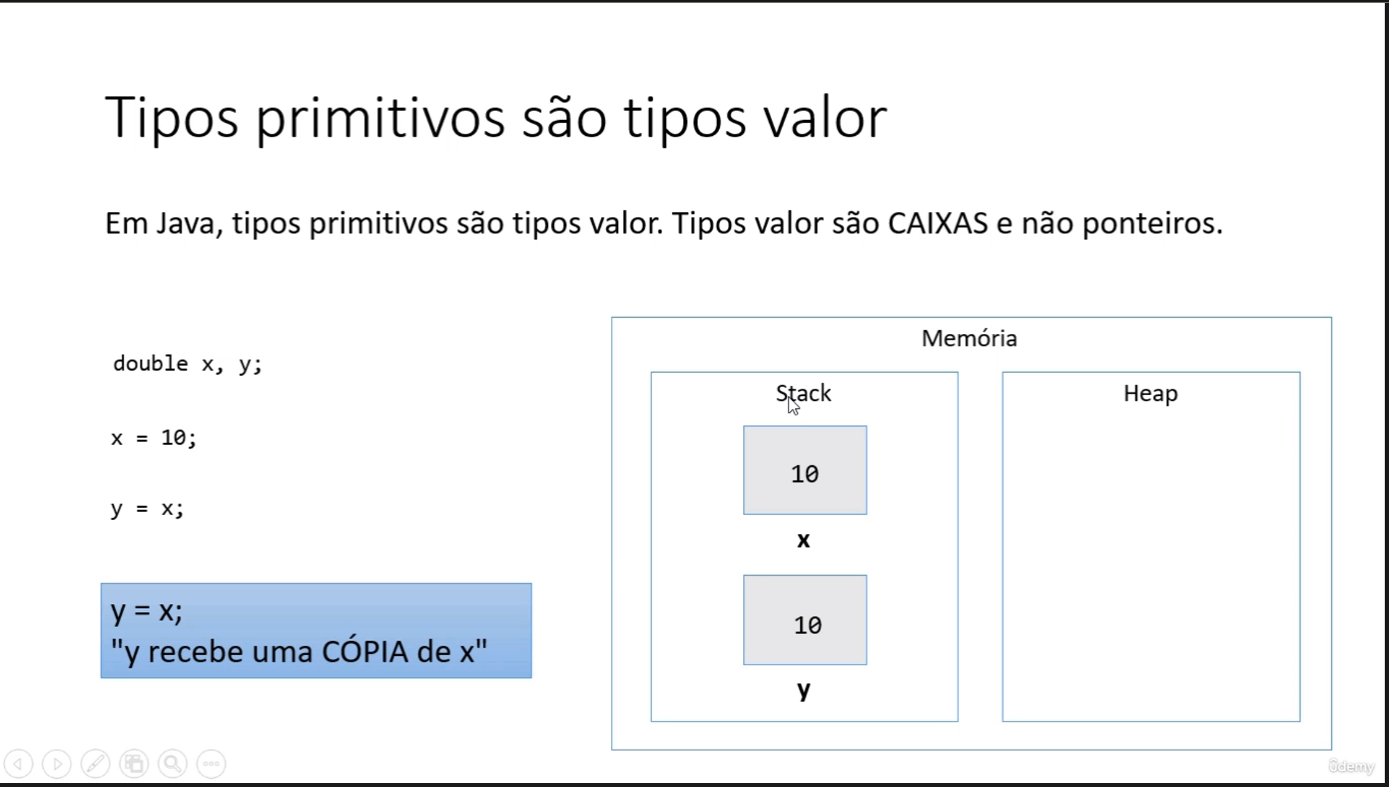 Tipos primitivos são tipos valor
Em Java, tipos primitivos são tipos valor. Tipos valor são CAIXAS e não ponteiros.
double x, y;
x = 10;
y = x;
y = x;
"y recebe uma CÓPIA de x"
Memória
Stack
10
x
10
y
Heap
ûdemy